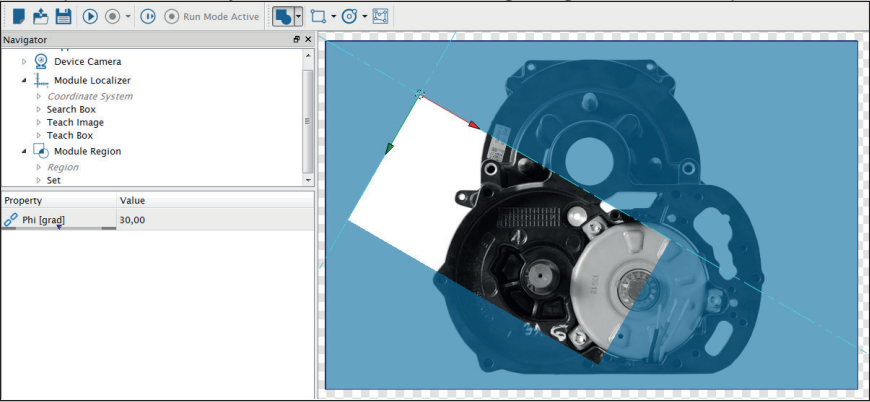 Run Mode Active
Navigator
Device Camera
Module Localizer
Coordinate System
Search Box
Teach Image
Teach Box
Module Region
Region
Set
Property Value
Phi [grad] 30,00